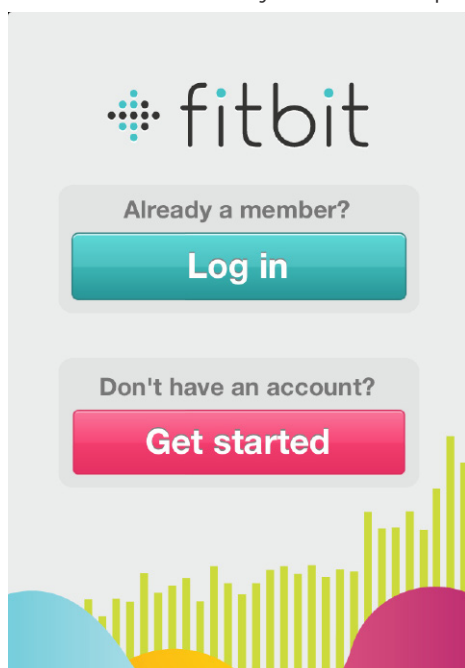 fitbit
Already a member?
Log in
Don't have an account?
Get started